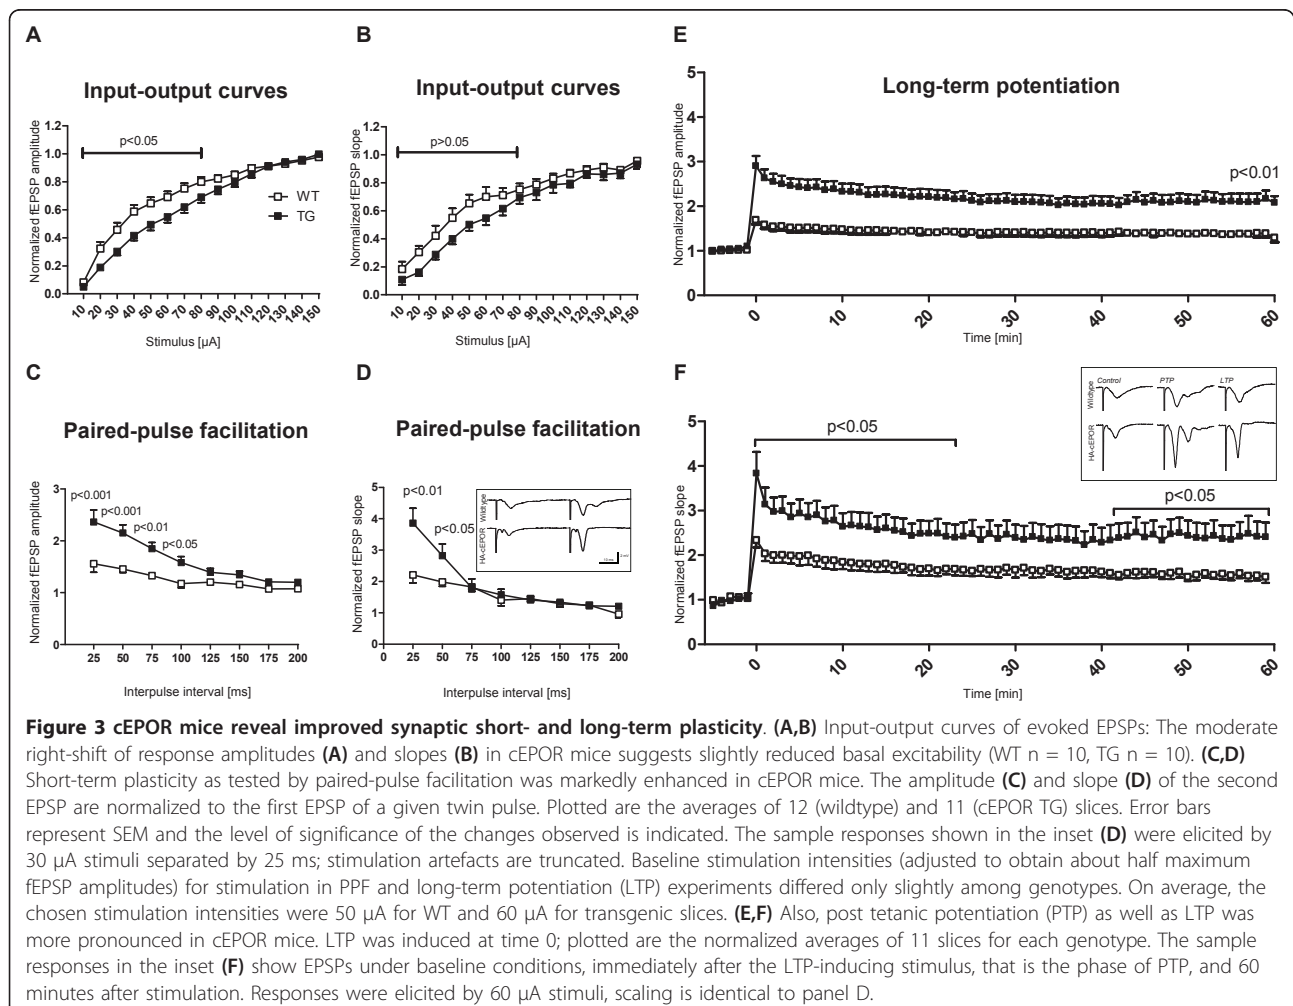 A
Input-output curves
Normalized fEPSP amplitude
p<0.05
WT
TG
1.2
1.0
0.8
0.6
0.4
0.2
0.0
10 20 30 40 50 60 70 80 90 100 110 120 130 140 150
Stimulus [µA]
B
Input-output curves
Normalized fEPSP slope
p>0.05
1.2
1.0
0.8
0.6
0.4
0.2
0.0
10 20 30 40 50 60 70 80 90 100 110 120 130 140 150
Stimulus [µA]
E
Long-term potentiation
Normalized fEPSP amplitude
p<0.01
5
4
3
2
1
0 10 20 30 40 50 60
Time [min]
C
Paired-pulse facilitation
Normalized fEPSP amplitude
p<0.001
p<0.001
p<0.01
p<0.05
3
2
1
0
25 50 75 100 125 150 175 200
Interpulse interval [ms]
D
Paired-pulse facilitation
Normalized fEPSP slope
p<0.01
p<0.05
Wildtype
HA-cEPOR
5
4
3
2
1
0
0 25 50 75 100 125 150 175 200
Interpulse interval [ms]
F
Control PTP LTP
Wildtype
HA-cEPOR
Normalized fEPSP slope
p<0.05
p<0.05
5
4
3
2
1
0
0 10 20 30 40 50 60
Time [min]
Figure 3 cEPOR mice reveal improved synaptic short- and long-term plasticity. (A,B) Input-output curves of evoked EPSPs: The moderate
right-shift of response amplitudes (A) and slopes (B) in cEPOR mice suggests slightly reduced basal excitability (WT n = 10, TG n = 10). (C,D)
Short-term plasticity as tested by paired-pulse facilitation was markedly enhanced in cEPOR mice. The amplitude (C) and slope (D) of the second
EPSP are normalized to the first EPSP of a given twin pulse. Plotted are the averages of 12 (wildtype) and 11 (cEPOR TG) slices. Error bars
represent SEM and the level of significance of the changes observed is indicated. The sample responses shown in the inset (D) were elicited by
30 µA stimuli separated by 25 ms; stimulation artefacts are truncated. Baseline stimulation intensities (adjusted to obtain about half maximum
fEPSP amplitudes) for stimulation in PPF and long-term potentiation (LTP) experiments differed only slightly among genotypes. On average, the
chosen stimulation intensities were 50 µA for WT and 60 µA for transgenic slices. (E,F) Also, post tetanic potentiation (PTP) as well as LTP was
more pronounced in cEPOR mice. LTP was induced at time 0; plotted are the normalized averages of 11 slices for each genotype. The sample
responses in the inset (F) show EPSPs under baseline conditions, immediately after the LTP-inducing stimulus, that is the phase of PTP, and 60
minutes after stimulation. Responses were elicited by 60 µA stimuli, scaling is identical to panel D.